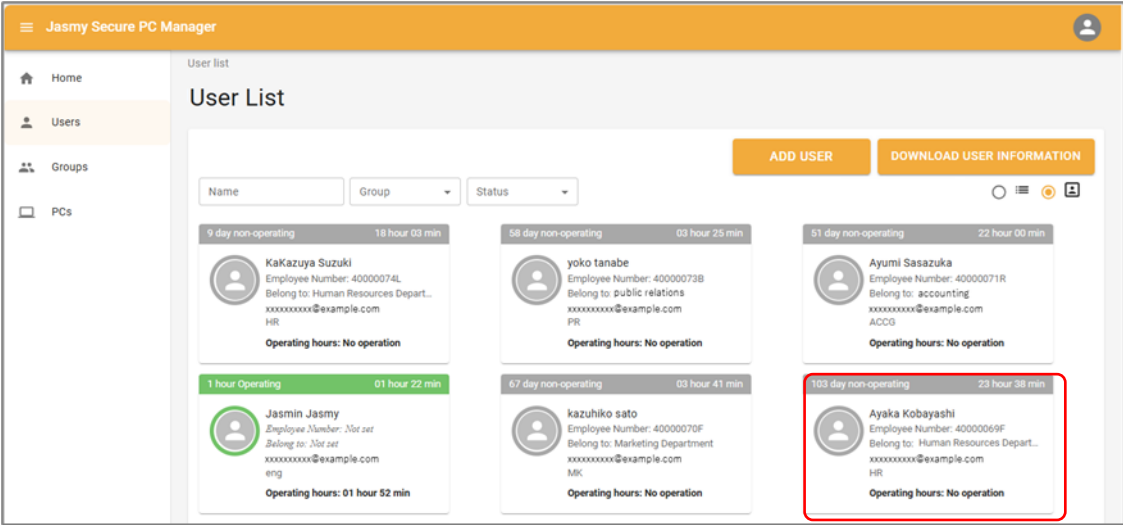 Jasmy Secure PC Manager
Home
Users
Groups
PCs
User list
User List
ADD USER
DOWNLOAD USER INFORMATION
Name
Group
Status
9 day non-operating 18 hour 03 min
KaKazuya Suzuki
Employee Number: 40000074L
Belong to: Human Resources Depart...
xxxxxxxxxx@example.com
HR
Operating hours: No operation
58 day non-operating 03 hour 25 min
yoko tanabe
Employee Number: 40000073B
Belong to: public relations
xxxxxxxxxx@example.com
PR
Operating hours: No operation
51 day non-operating 22 hour 00 min
Ayumi Sasazuka
Employee Number: 40000071R
Belong to: accounting
xxxxxxxxxx@example.com
ACCG
Operating hours: No operation
1 hour Operating 01 hour 22 min
Jasmin Jasmy
Employee Number: Not set
Belong to: Not set
xxxxxxxxxx@example.com
eng
Operating hours: 01 hour 52 min
67 day non-operating 03 hour 41 min
kazuhiko sato
Employee Number: 40000070F
Belong to: Marketing Department
xxxxxxxxxx@example.com
MK
Operating hours: No operation
103 day non-operating 23 hour 38 min
Ayaka Kobayashi
Employee Number: 40000069F
Belong to: Human Resources Depart...
xxxxxxxxxx@example.com
HR
Operating hours: No operation